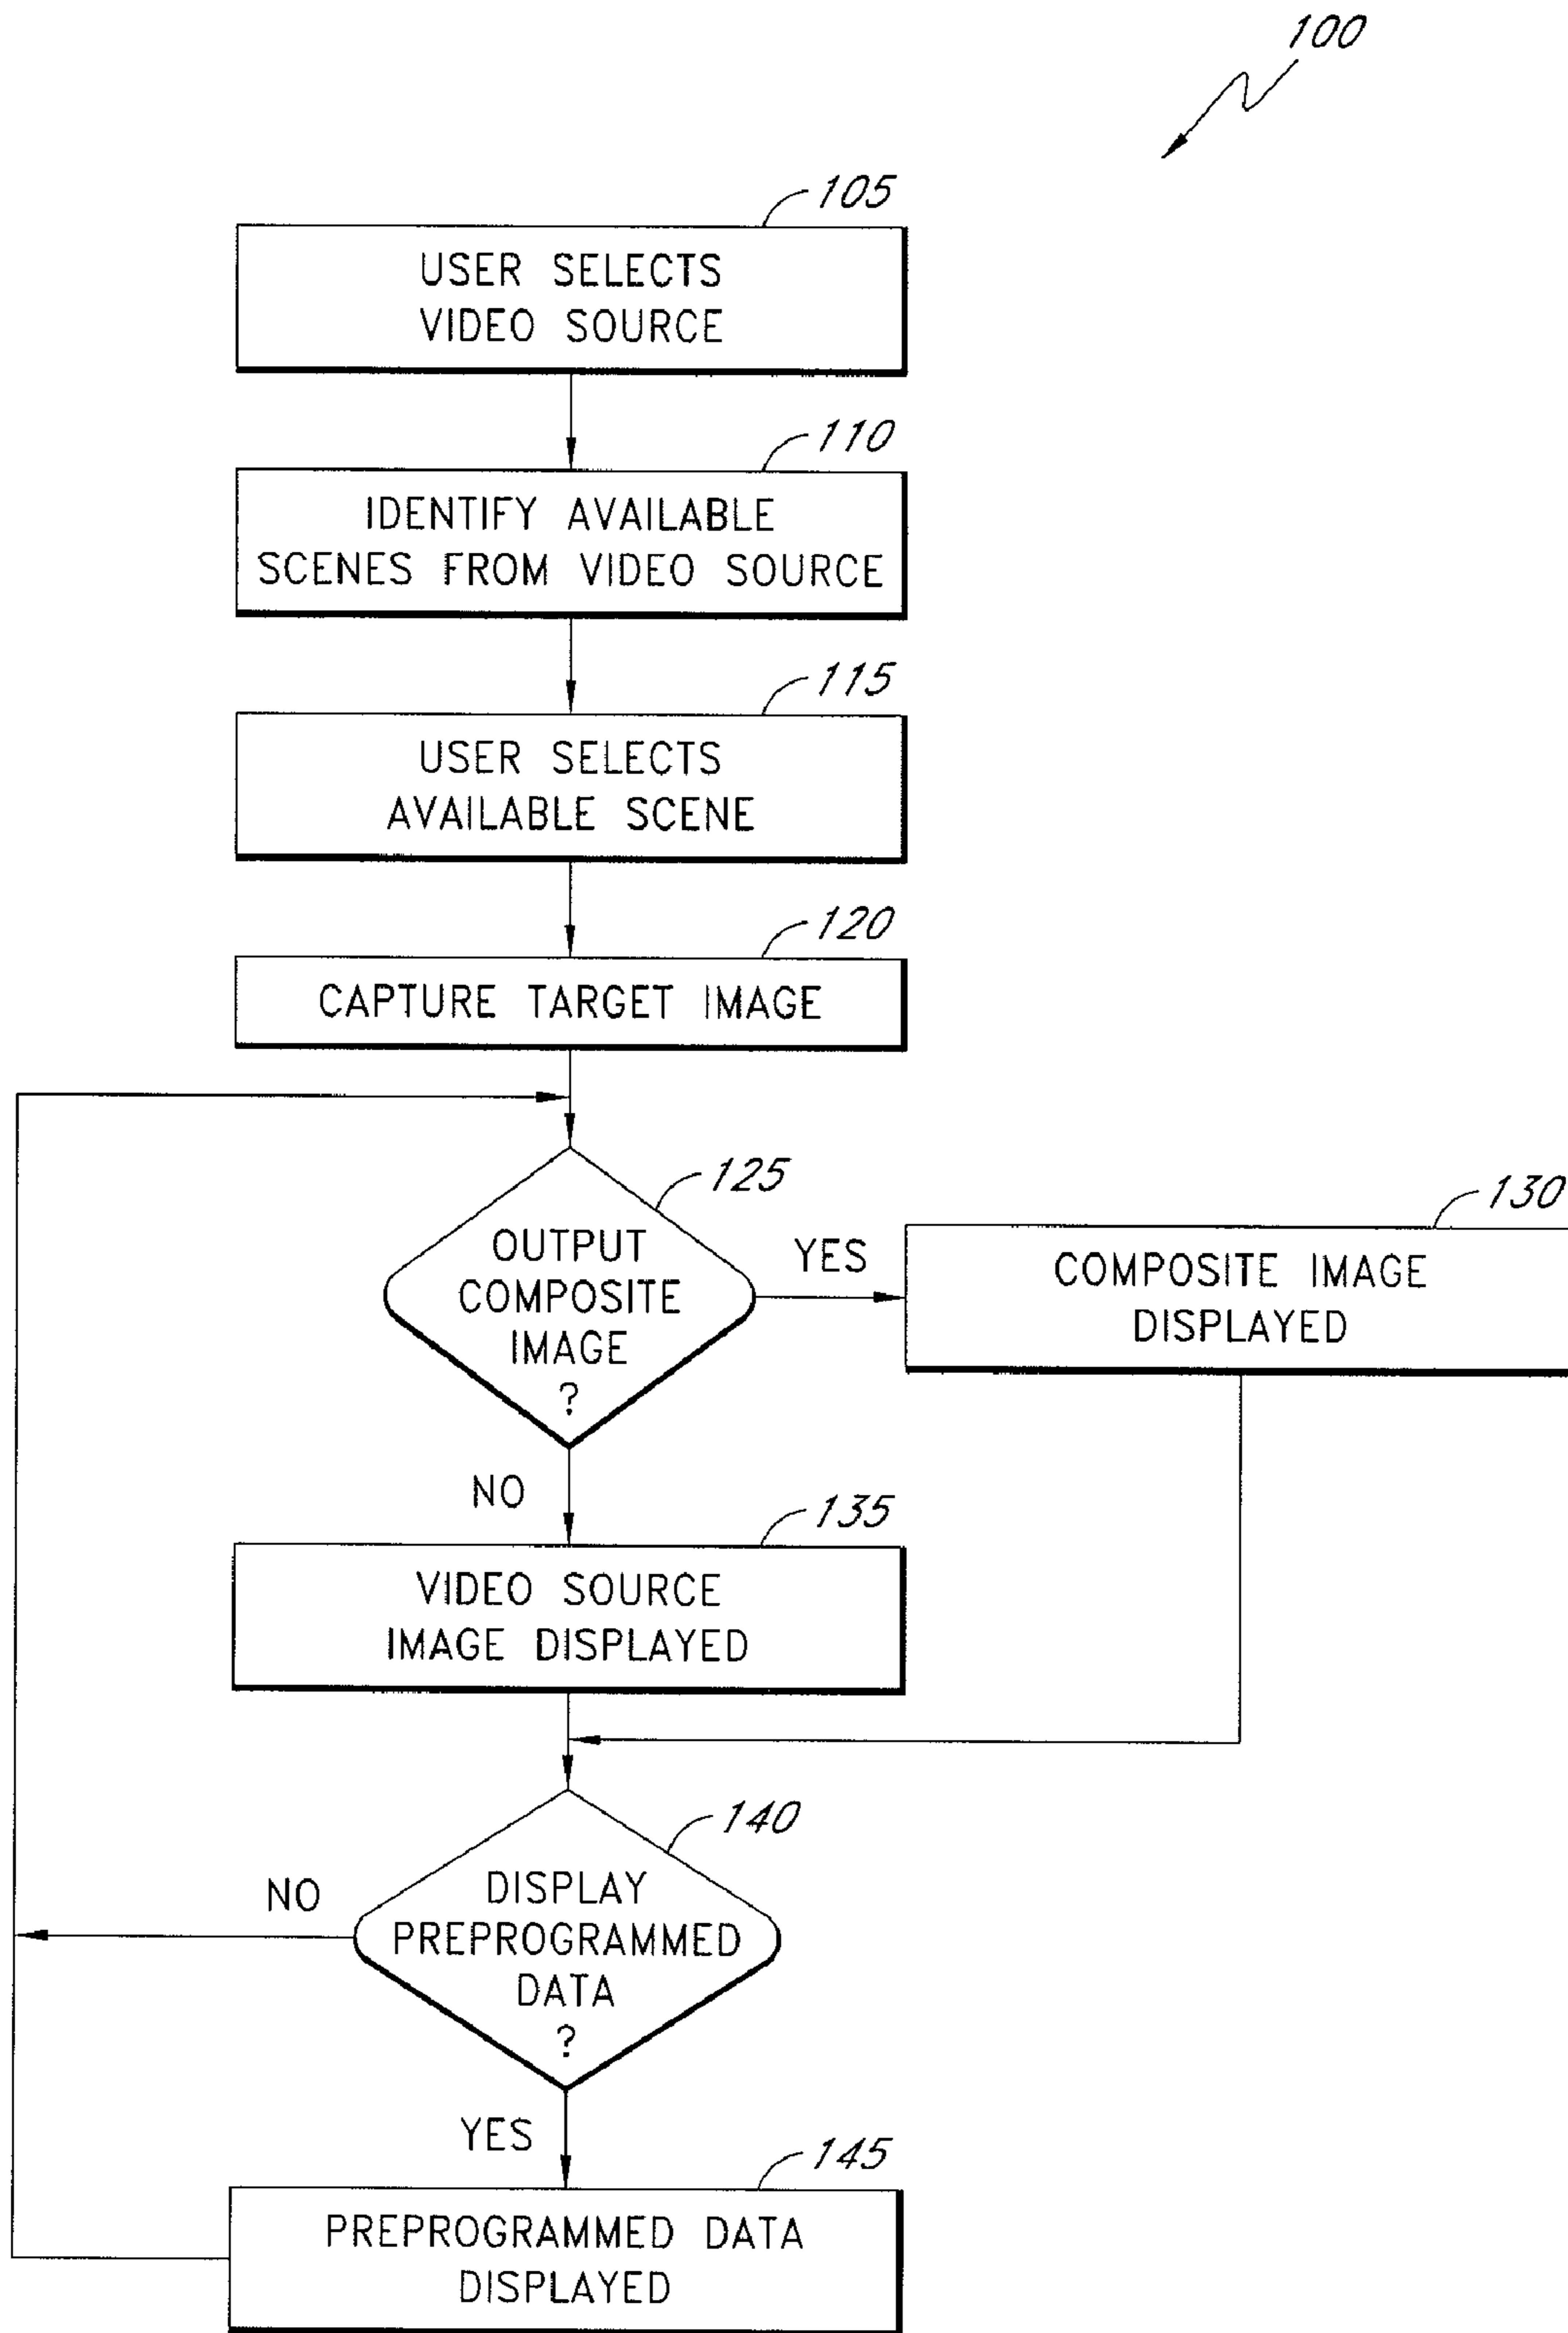 100
105
USER SELECTS
VIDEO SOURCE
110
IDENTIFY AVAILABLE
SCENES FROM VIDEO SOURCE
115
USER SELECTS
AVAILABLE SCENE
120
CAPTURE TARGET IMAGE
125
OUTPUT
COMPOSITE
IMAGE
?
YES
130
COMPOSITE IMAGE
DISPLAYED
NO
135
VIDEO SOURCE
IMAGE DISPLAYED
140
DISPLAY
PREPROGRAMMED
DATA
?
NO
YES
145
PREPROGRAMMED DATA
DISPLAYED